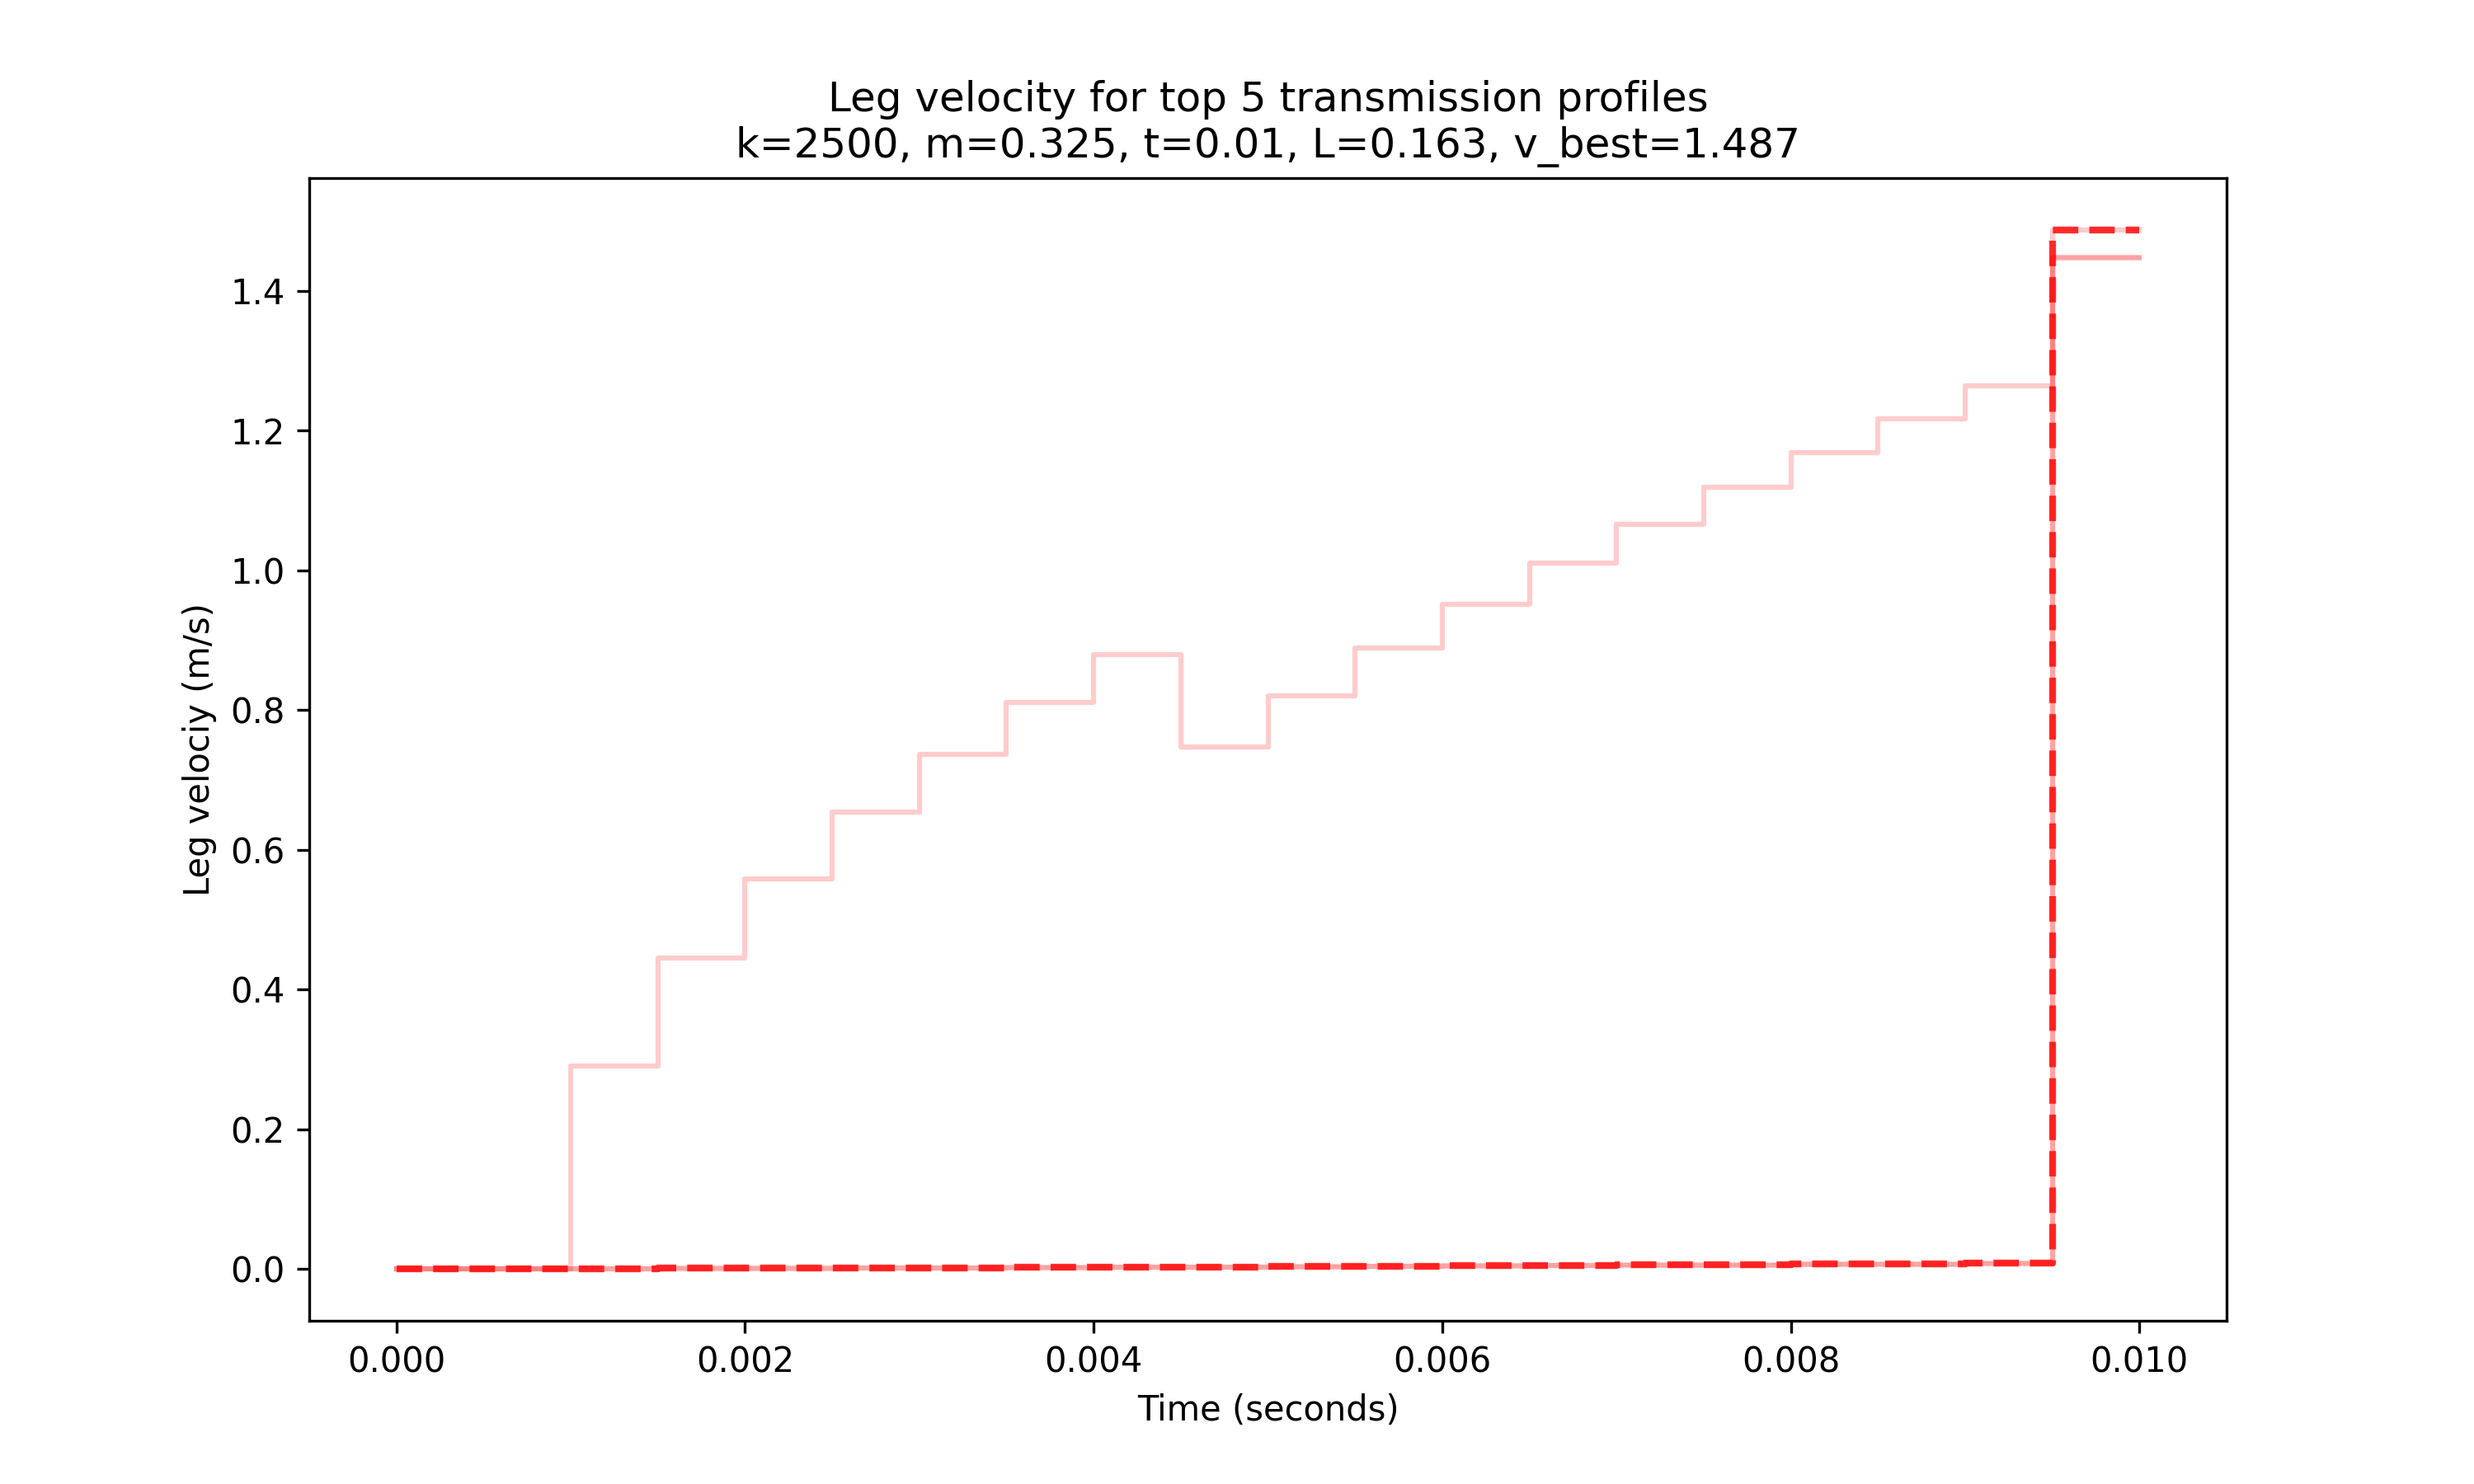 Leg velocity for top 5 transmission profiles
k=2500, m=0.325, t=0.01, L=0.163, v_best=1.487
1.4
1.2
1.0
0.8
0.6
0.4
0.2
0.0
Leg velociy (m/s)
0.000 0.002 0.004 0.006 0.008 0.010
Time (seconds)